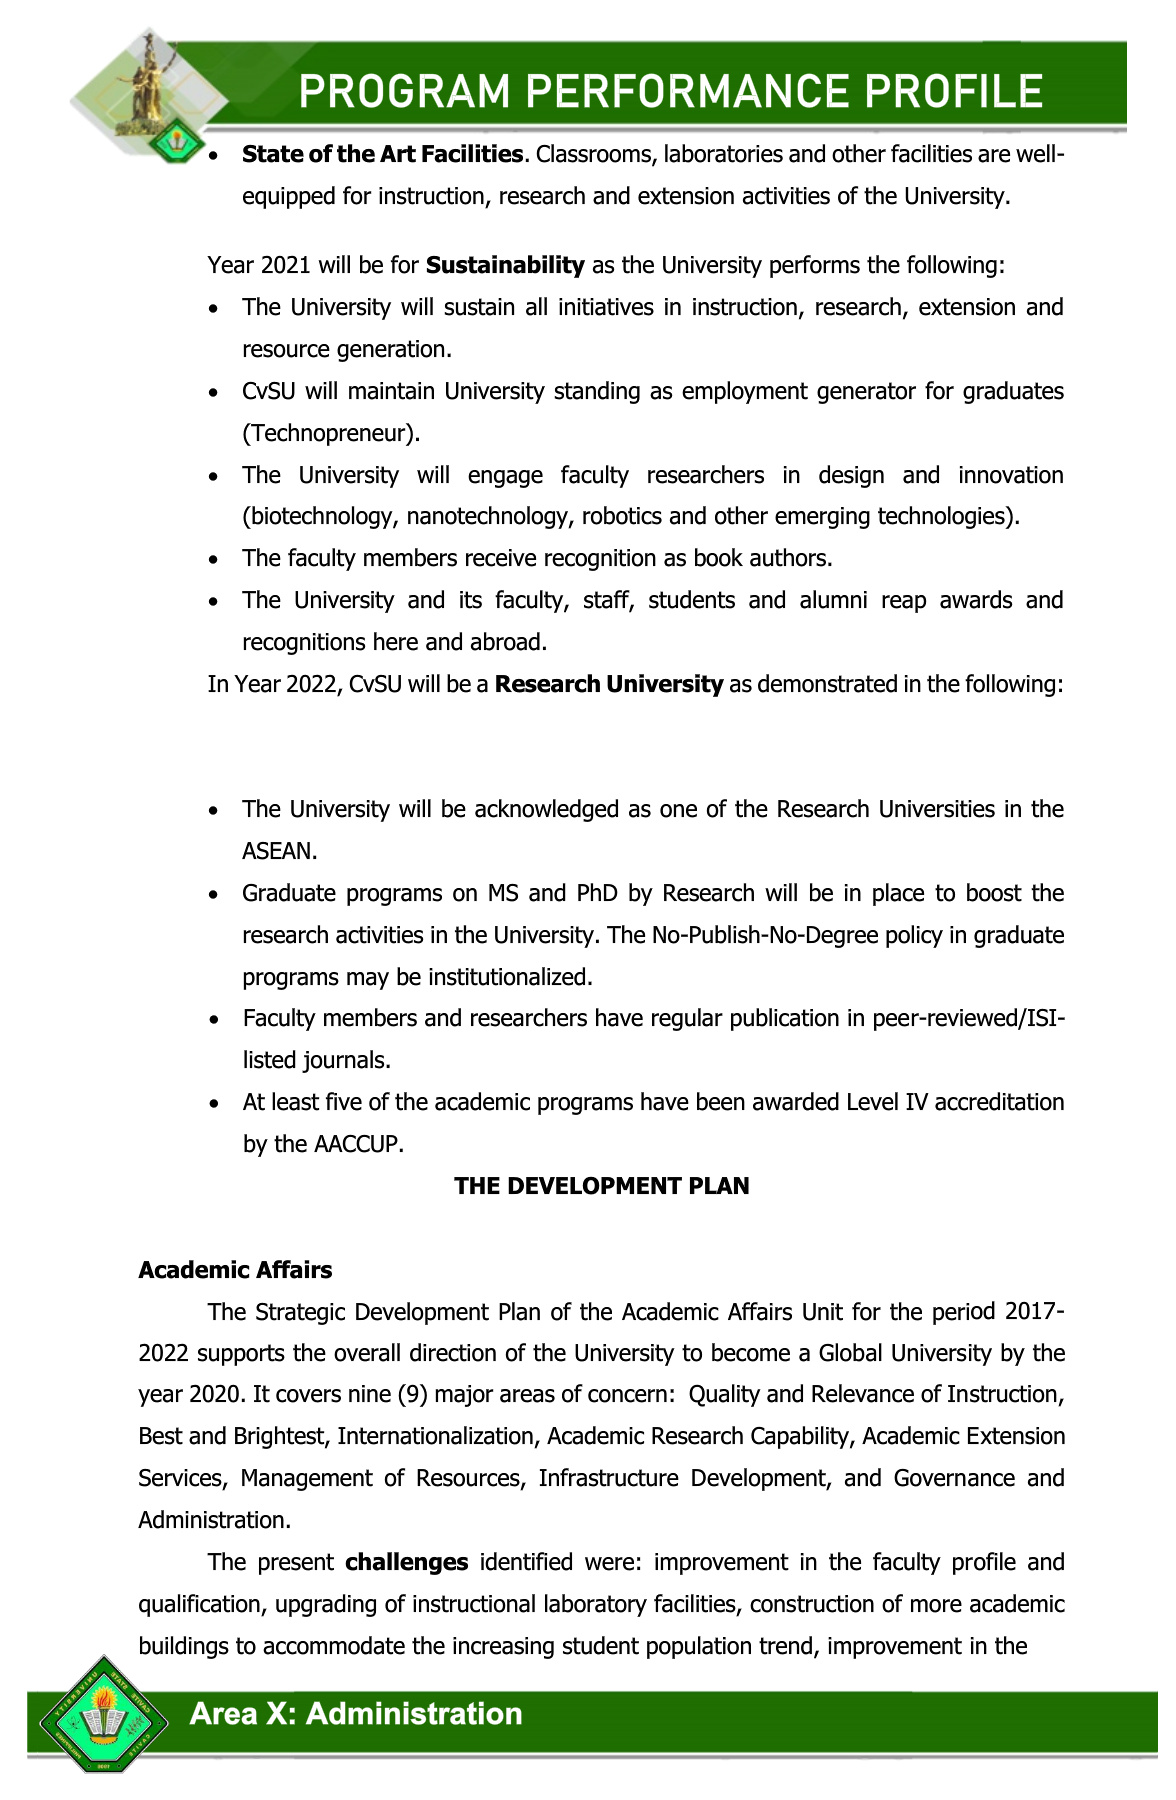 PROGRAM PERFORMANCE PROFILE
• State of the Art Facilities. Classrooms, laboratories and other facilities are well-
equipped for instruction, research and extension activities of the University.
Year 2021 will be for Sustainability as the University performs the following:
• The University will sustain all initiatives in instruction, research, extension and
resource generation.
• CvSU will maintain University standing as employment generator for graduates
(Technopreneur).
• The University will engage faculty researchers in design and innovation
(biotechnology, nanotechnology, robotics and other emerging technologies).
• The faculty members receive recognition as book authors.
• The University and its faculty, staff, students and alumni reap awards and
recognitions here and abroad.
In Year 2022, CvSU will be a Research University as demonstrated in the following:
• The University will be acknowledged as one of the Research Universities in the
ASEAN.
• Graduate programs on MS and PhD by Research will be in place to boost the
research activities in the University. The No-Publish-No-Degree policy in graduate
programs may be institutionalized.
• Faculty members and researchers have regular publication in peer-reviewed/ISI-
listed journals.
• At least five of the academic programs have been awarded Level IV accreditation
by the AACCUP.
THE DEVELOPMENT PLAN
Academic Affairs
The Strategic Development Plan of the Academic Affairs Unit for the period 2017-
2022 supports the overall direction of the University to become a Global University by the
year 2020. It covers nine (9) major areas of concern: Quality and Relevance of Instruction,
Best and Brightest, Internationalization, Academic Research Capability, Academic Extension
Services, Management of Resources, Infrastructure Development, and Governance and
Administration.
The present challenges identified were: improvement in the faculty profile and
qualification, upgrading of instructional laboratory facilities, construction of more academic
buildings to accommodate the increasing student population trend, improvement in the
CAVITE STATE UNIVERSITY
Area X: Administration